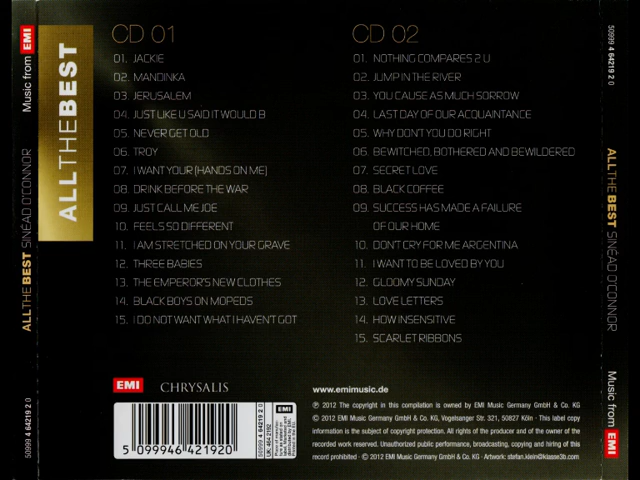 Music from EMI
ALLTHEBEST SINÉAD O'CONNOR
50999 4 64219 2 0
ALLTHEBEST
CD 01
01. JACKIE
02. MANDINKA
03. JERUSALEM
04. JUST LIKE U SAID IT WOULD B
05. NEVER GET OLD
06. TROY
07. I WANT YOUR (HANDS ON ME)
08. DRINK BEFORE THE WAR
09. JUST CALL ME JOE
10. FEELS SO DIFFERENT
11. I AM STRETCHED ON YOUR GRAVE
12. THREE BABIES
13. THE EMPEROR'S NEW CLOTHES
14. BLACK BOYS ON MOPEDS
15. I DO NOT WANT WHAT I HAVEN'T GOT
CD 02
01. NOTHING COMPARES 2 U
02. JUMP IN THE RIVER
03. YOU CAUSE AS MUCH SORROW
04. LAST DAY OF OUR ACQUAINTANCE
05. WHY DON'T YOU DO RIGHT
06. BEWITCHED, BOTHERED AND BEWILDERED
07. SECRET LOVE
08. BLACK COFFEE
09. SUCCESS HAS MADE A FAILURE
OF OUR HOME
10. DON'T CRY FOR ME ARGENTINA
11. I WANT TO BE LOVED BY YOU
12. GLOOMY SUNDAY
13. LOVE LETTERS
14. HOW INSENSITIVE
15. SCARLET RIBBONS
EMI
CHRYSALIS
5 099946 421920
50999 4 64219 2 0
EMI
www.emimusic.de
℗ 2012 The copyright in this compilation is owned by EMI Music Germany GmbH & Co. KG
© 2012 EMI Music Germany GmbH & Co. KG, Vogelsanger Str. 321, 50827 Köln · This label copy
information is the subject of copyright protection. All rights of the producer and of the owner of the
recorded work reserved. Unauthorized public performance, broadcasting, copying and hiring of this
record prohibited · © 2012 EMI Music Germany GmbH & Co. KG · Artwork: stefan.klein@klasse3b.com
50999 4 64219 2 0
ALLTHEBEST SINÉAD O'CONNOR
Music from EMI